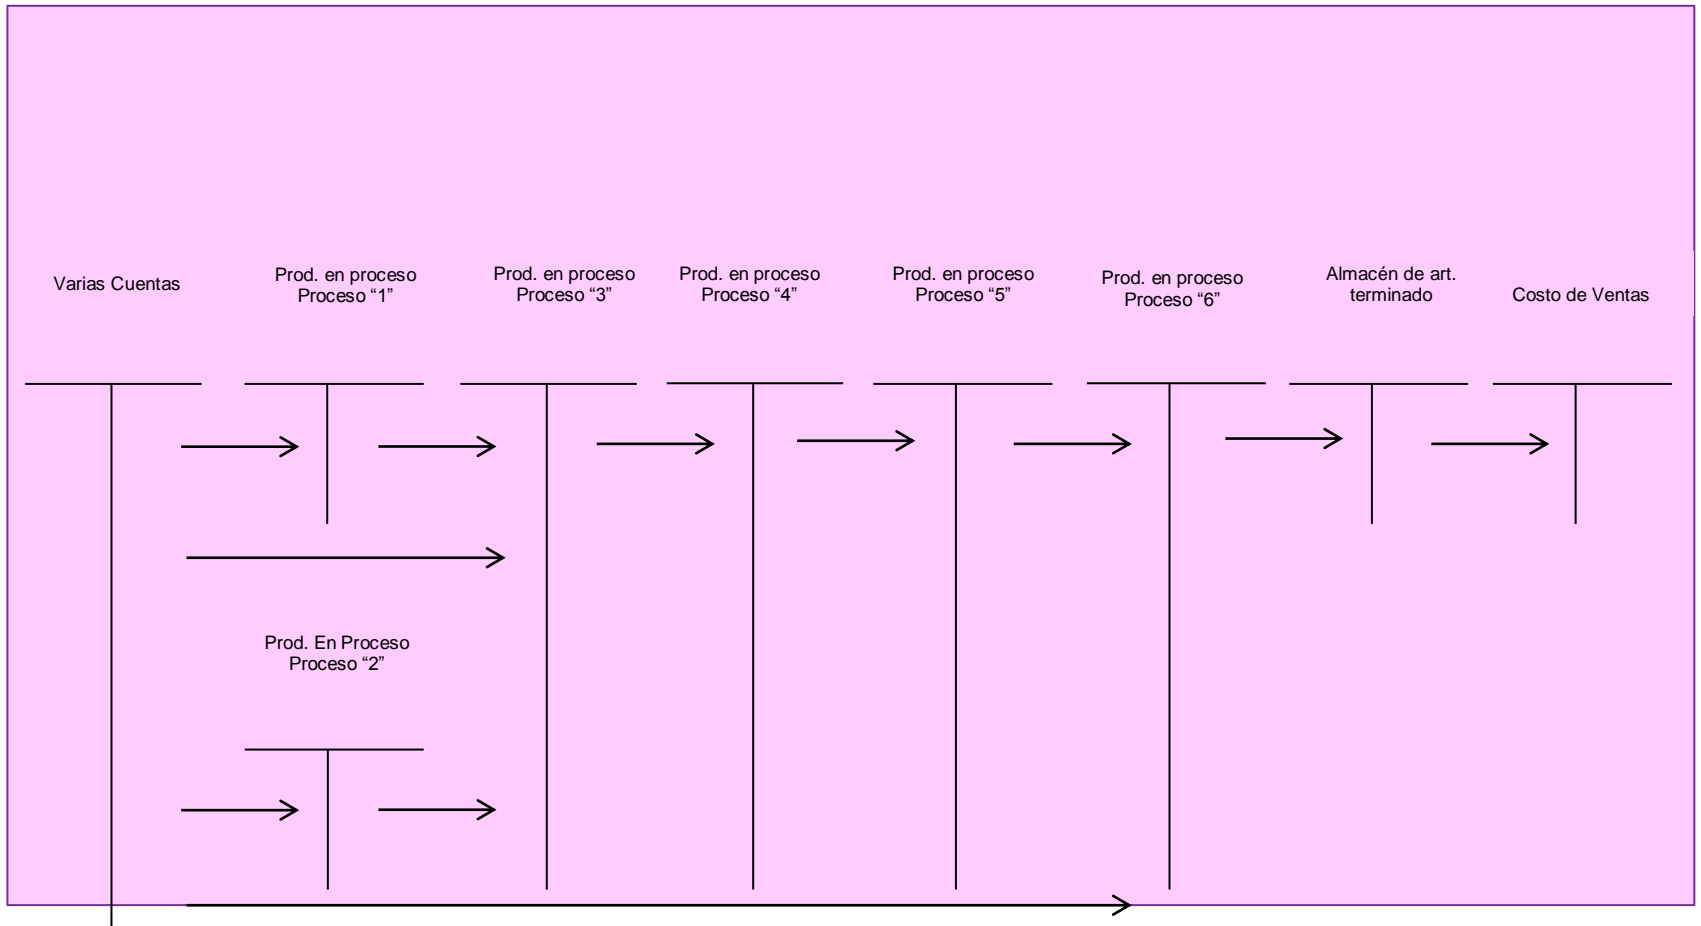 Varias Cuentas
Prod. en proceso
Proceso “1”
Prod. en proceso
Proceso “3”
Prod. en proceso
Proceso “4”
Prod. en proceso
Proceso “5”
Prod. en proceso
Proceso “6”
Almacén de art.
terminado
Costo de Ventas
Prod. En Proceso
Proceso “2”